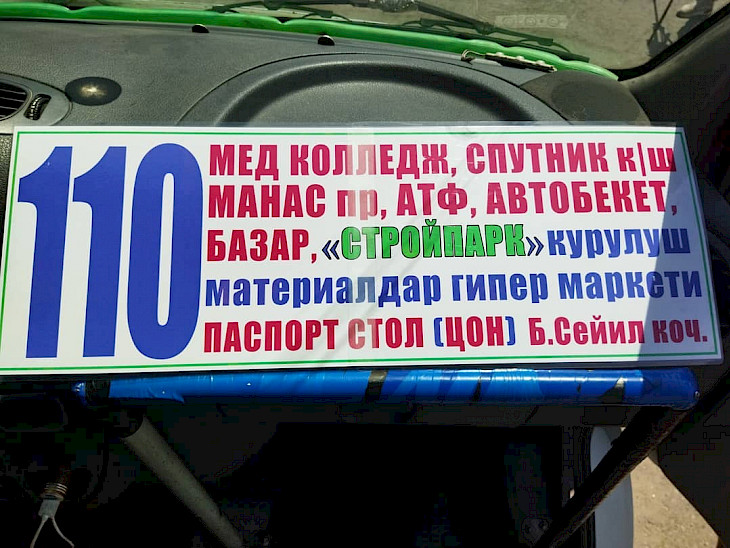 110
МЕД КОЛЛЕДЖ, СПУТНИК к|ш
МАНАС пр, АТФ, АВТОБЕКЕТ,
БАЗАР, «СТРОЙПАРК» курулуш
материалдар гипер маркети
ПАСПОРТ СТОЛ (ЦОН) Б.Сейил коч.